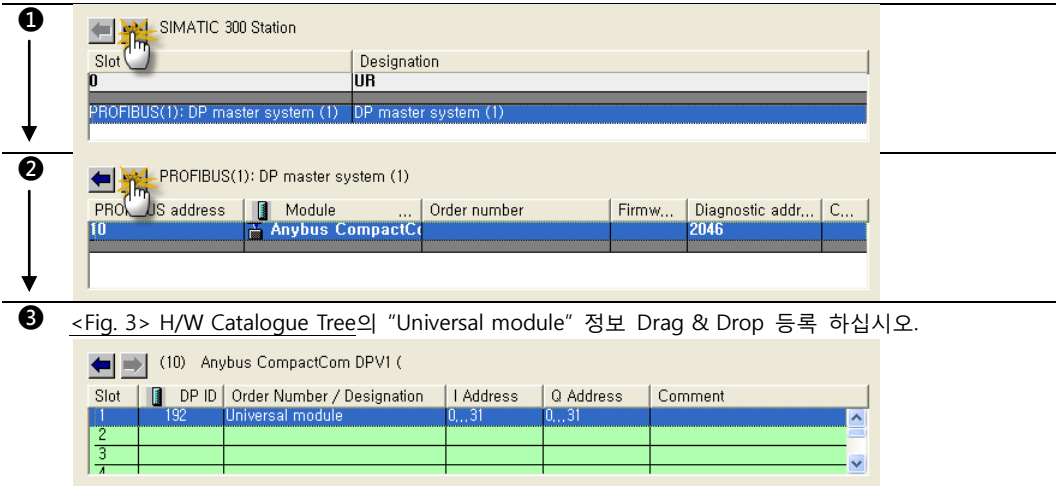 ❶
SIMATIC 300 Station
Slot Designation
0 UR
PROFIBUS(1): DP master system (1) DP master system (1)
❷
PROFIBUS(1): DP master system (1)
US address Module ... Order number Firmw... Diagnostic addr... C...
10 Anybus CompactCo 2046
❸ <Fig. 3> H/W Catalogue Tree의 “Universal module” 정보 Drag & Drop 등록 하십시오.
(10) Anybus CompactCom DPV1 (
Slot DP ID Order Number / Designation I Address Q Address Comment
1 192 Universal module 0,,,31 0,,,31
2
3
4